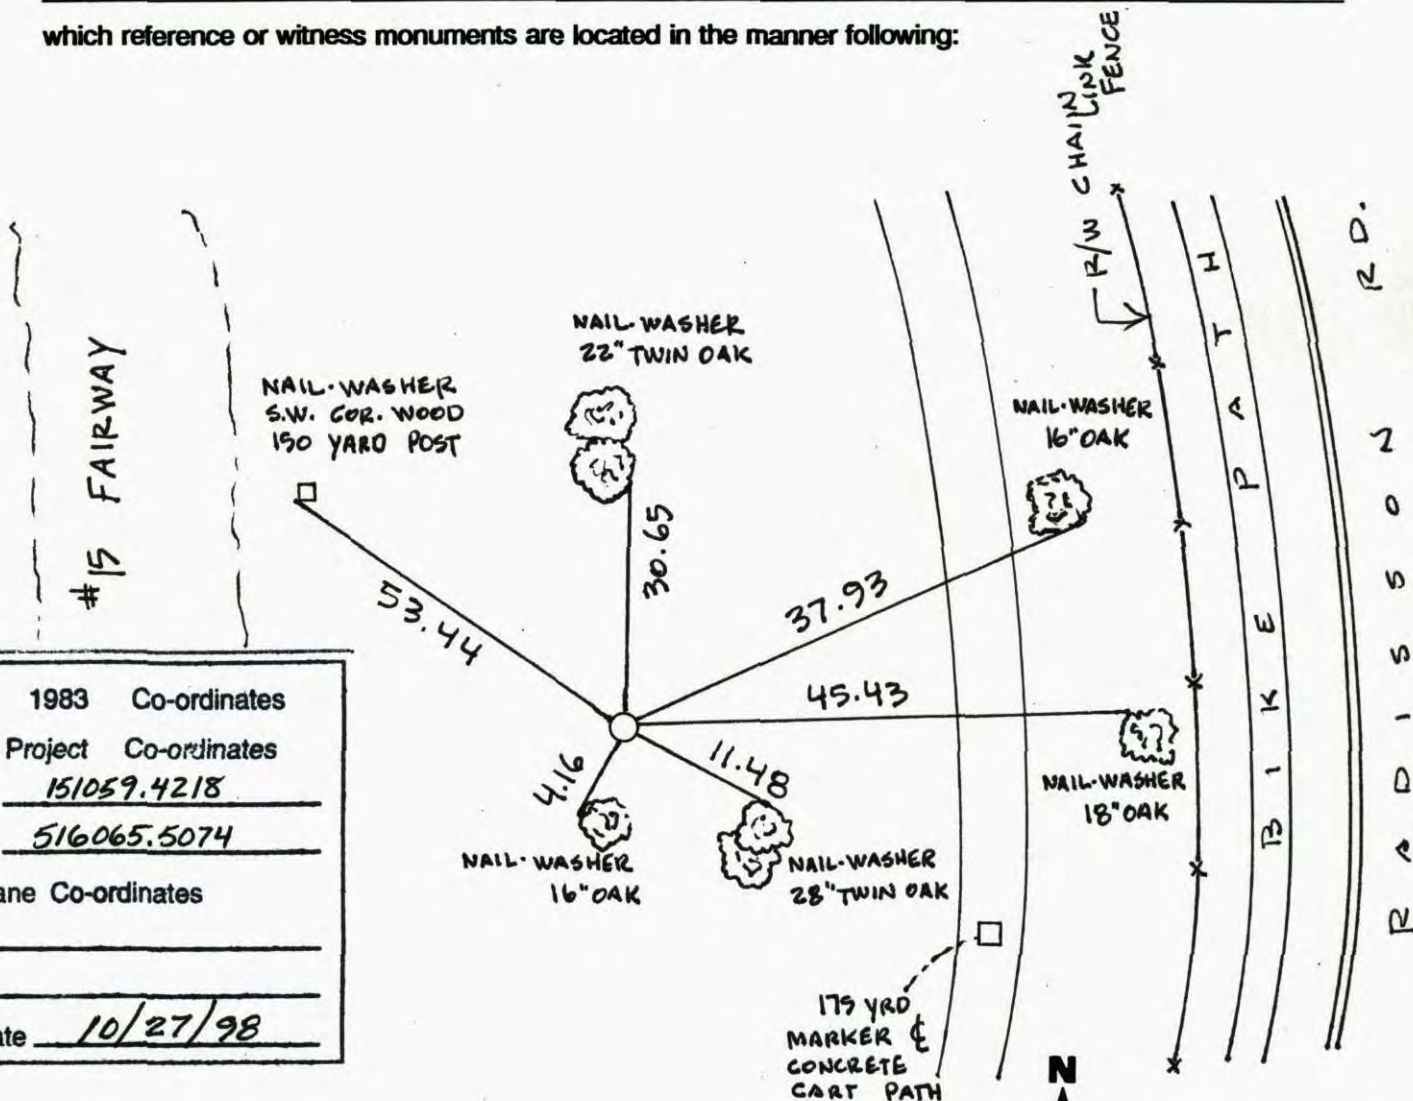 which reference or witness monuments are located in the manner following:
R/W CHAIN LINK
FENCE
#15 FAIRWAY
NAIL-WASHER
S.W. COR. WOOD
150 YARD POST
NAIL-WASHER
22" TWIN OAK
NAIL-WASHER
16" OAK
BIKE PATH
RADISSON RD.
53.44
30.65
37.93
45.43
4.16
11.48
NAIL-WASHER
16" OAK
NAIL-WASHER
28" TWIN OAK
NAIL-WASHER
18" OAK
1983 Co-ordinates
Project Co-ordinates
151059.4218
516065.5074
ane Co-ordinates
ate 10/27/98
175 YRD
MARKER ℄
CONCRETE
CART PATH
N